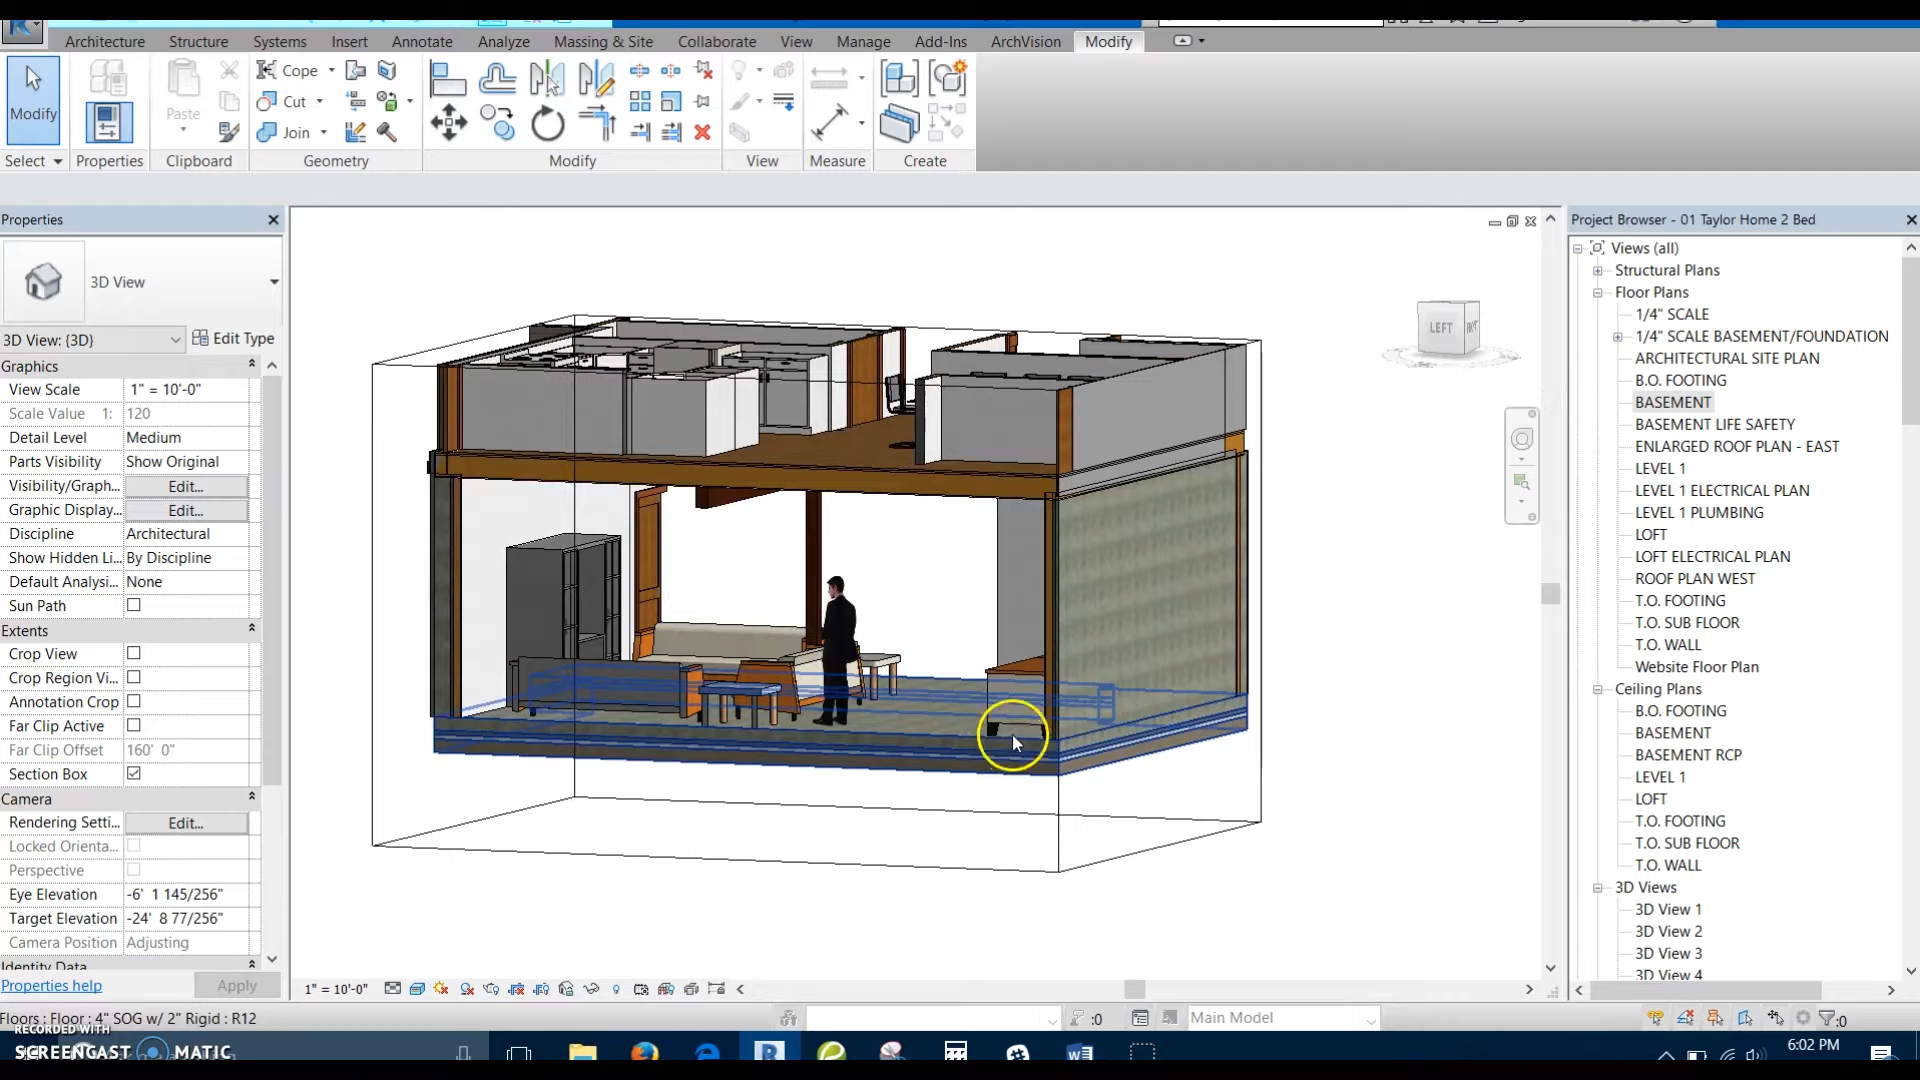 Architecture Structure Systems Insert Annotate Analyze Massing & Site Collaborate View Manage Add-Ins ArchVision Modify
Modify
Paste
Cope
Cut
Join
Select Properties Clipboard Geometry Modify View Measure Create
Properties
3D View
3D View: {3D}
Edit Type
Graphics
View Scale 1" = 10'-0"
Scale Value 1: 120
Detail Level Medium
Parts Visibility Show Original
Visibility/Graph... Edit...
Graphic Display... Edit...
Discipline Architectural
Show Hidden Li... By Discipline
Default Analysi... None
Sun Path
Extents
Crop View
Crop Region Vi...
Annotation Crop
Far Clip Active
Far Clip Offset 160' 0"
Section Box
Camera
Rendering Setti... Edit...
Locked Orienta...
Perspective
Eye Elevation -6' 1 145/256"
Target Elevation -24' 8 77/256"
Camera Position Adjusting
Identity Data
Properties help
Apply
LEFT
1" = 10'-0"
Project Browser - 01 Taylor Home 2 Bed
Views (all)
Structural Plans
Floor Plans
1/4" SCALE
1/4" SCALE BASEMENT/FOUNDATION
ARCHITECTURAL SITE PLAN
B.O. FOOTING
BASEMENT
BASEMENT LIFE SAFETY
ENLARGED ROOF PLAN - EAST
LEVEL 1
LEVEL 1 ELECTRICAL PLAN
LEVEL 1 PLUMBING
LOFT
LOFT ELECTRICAL PLAN
ROOF PLAN WEST
T.O. FOOTING
T.O. SUB FLOOR
T.O. WALL
Website Floor Plan
Ceiling Plans
B.O. FOOTING
BASEMENT
BASEMENT RCP
LEVEL 1
LOFT
T.O. FOOTING
T.O. SUB FLOOR
T.O. WALL
3D Views
3D View 1
3D View 2
3D View 3
3D View 4
Floors : Floor : 4" SOG w/ 2" Rigid : R12
:0
Main Model
:0
RECORDED WITH
SCREENCAST MATIC
6:02 PM